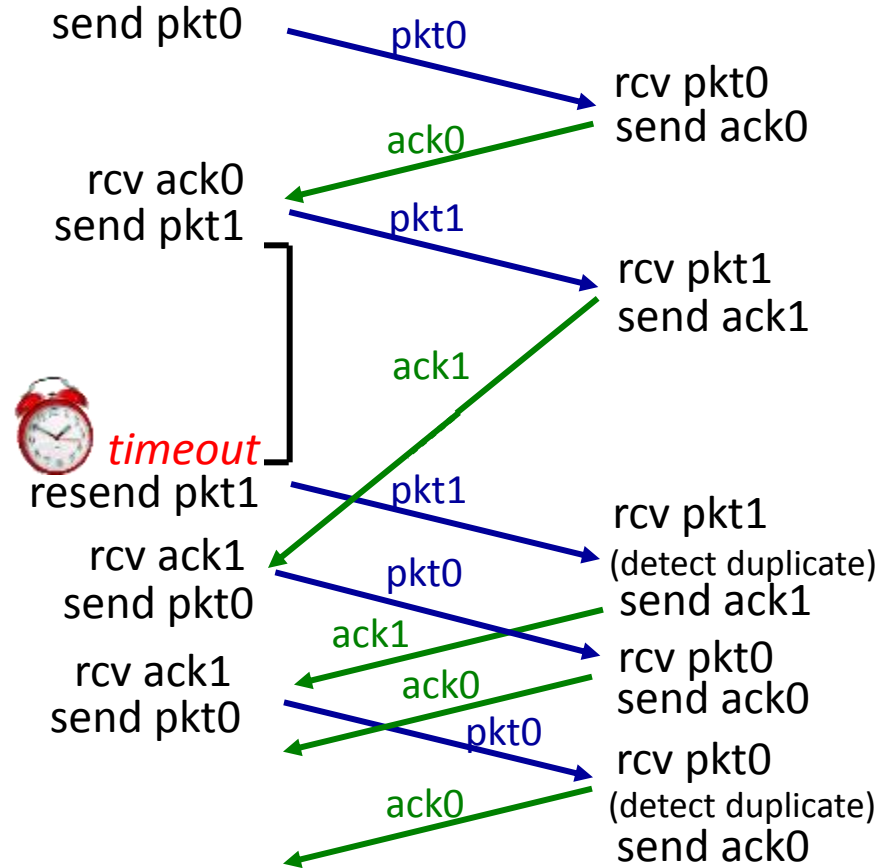 send pkt0
pkt0
rcv pkt0
send ack0
ack0
rcv ack0
send pkt1
pkt1
rcv pkt1
send ack1
ack1
timeout
resend pkt1
pkt1
rcv pkt1
(detect duplicate)
send ack1
rcv ack1
send pkt0
pkt0
ack1
rcv pkt0
send ack0
rcv ack1
send pkt0
ack0
pkt0
rcv pkt0
(detect duplicate)
send ack0
ack0